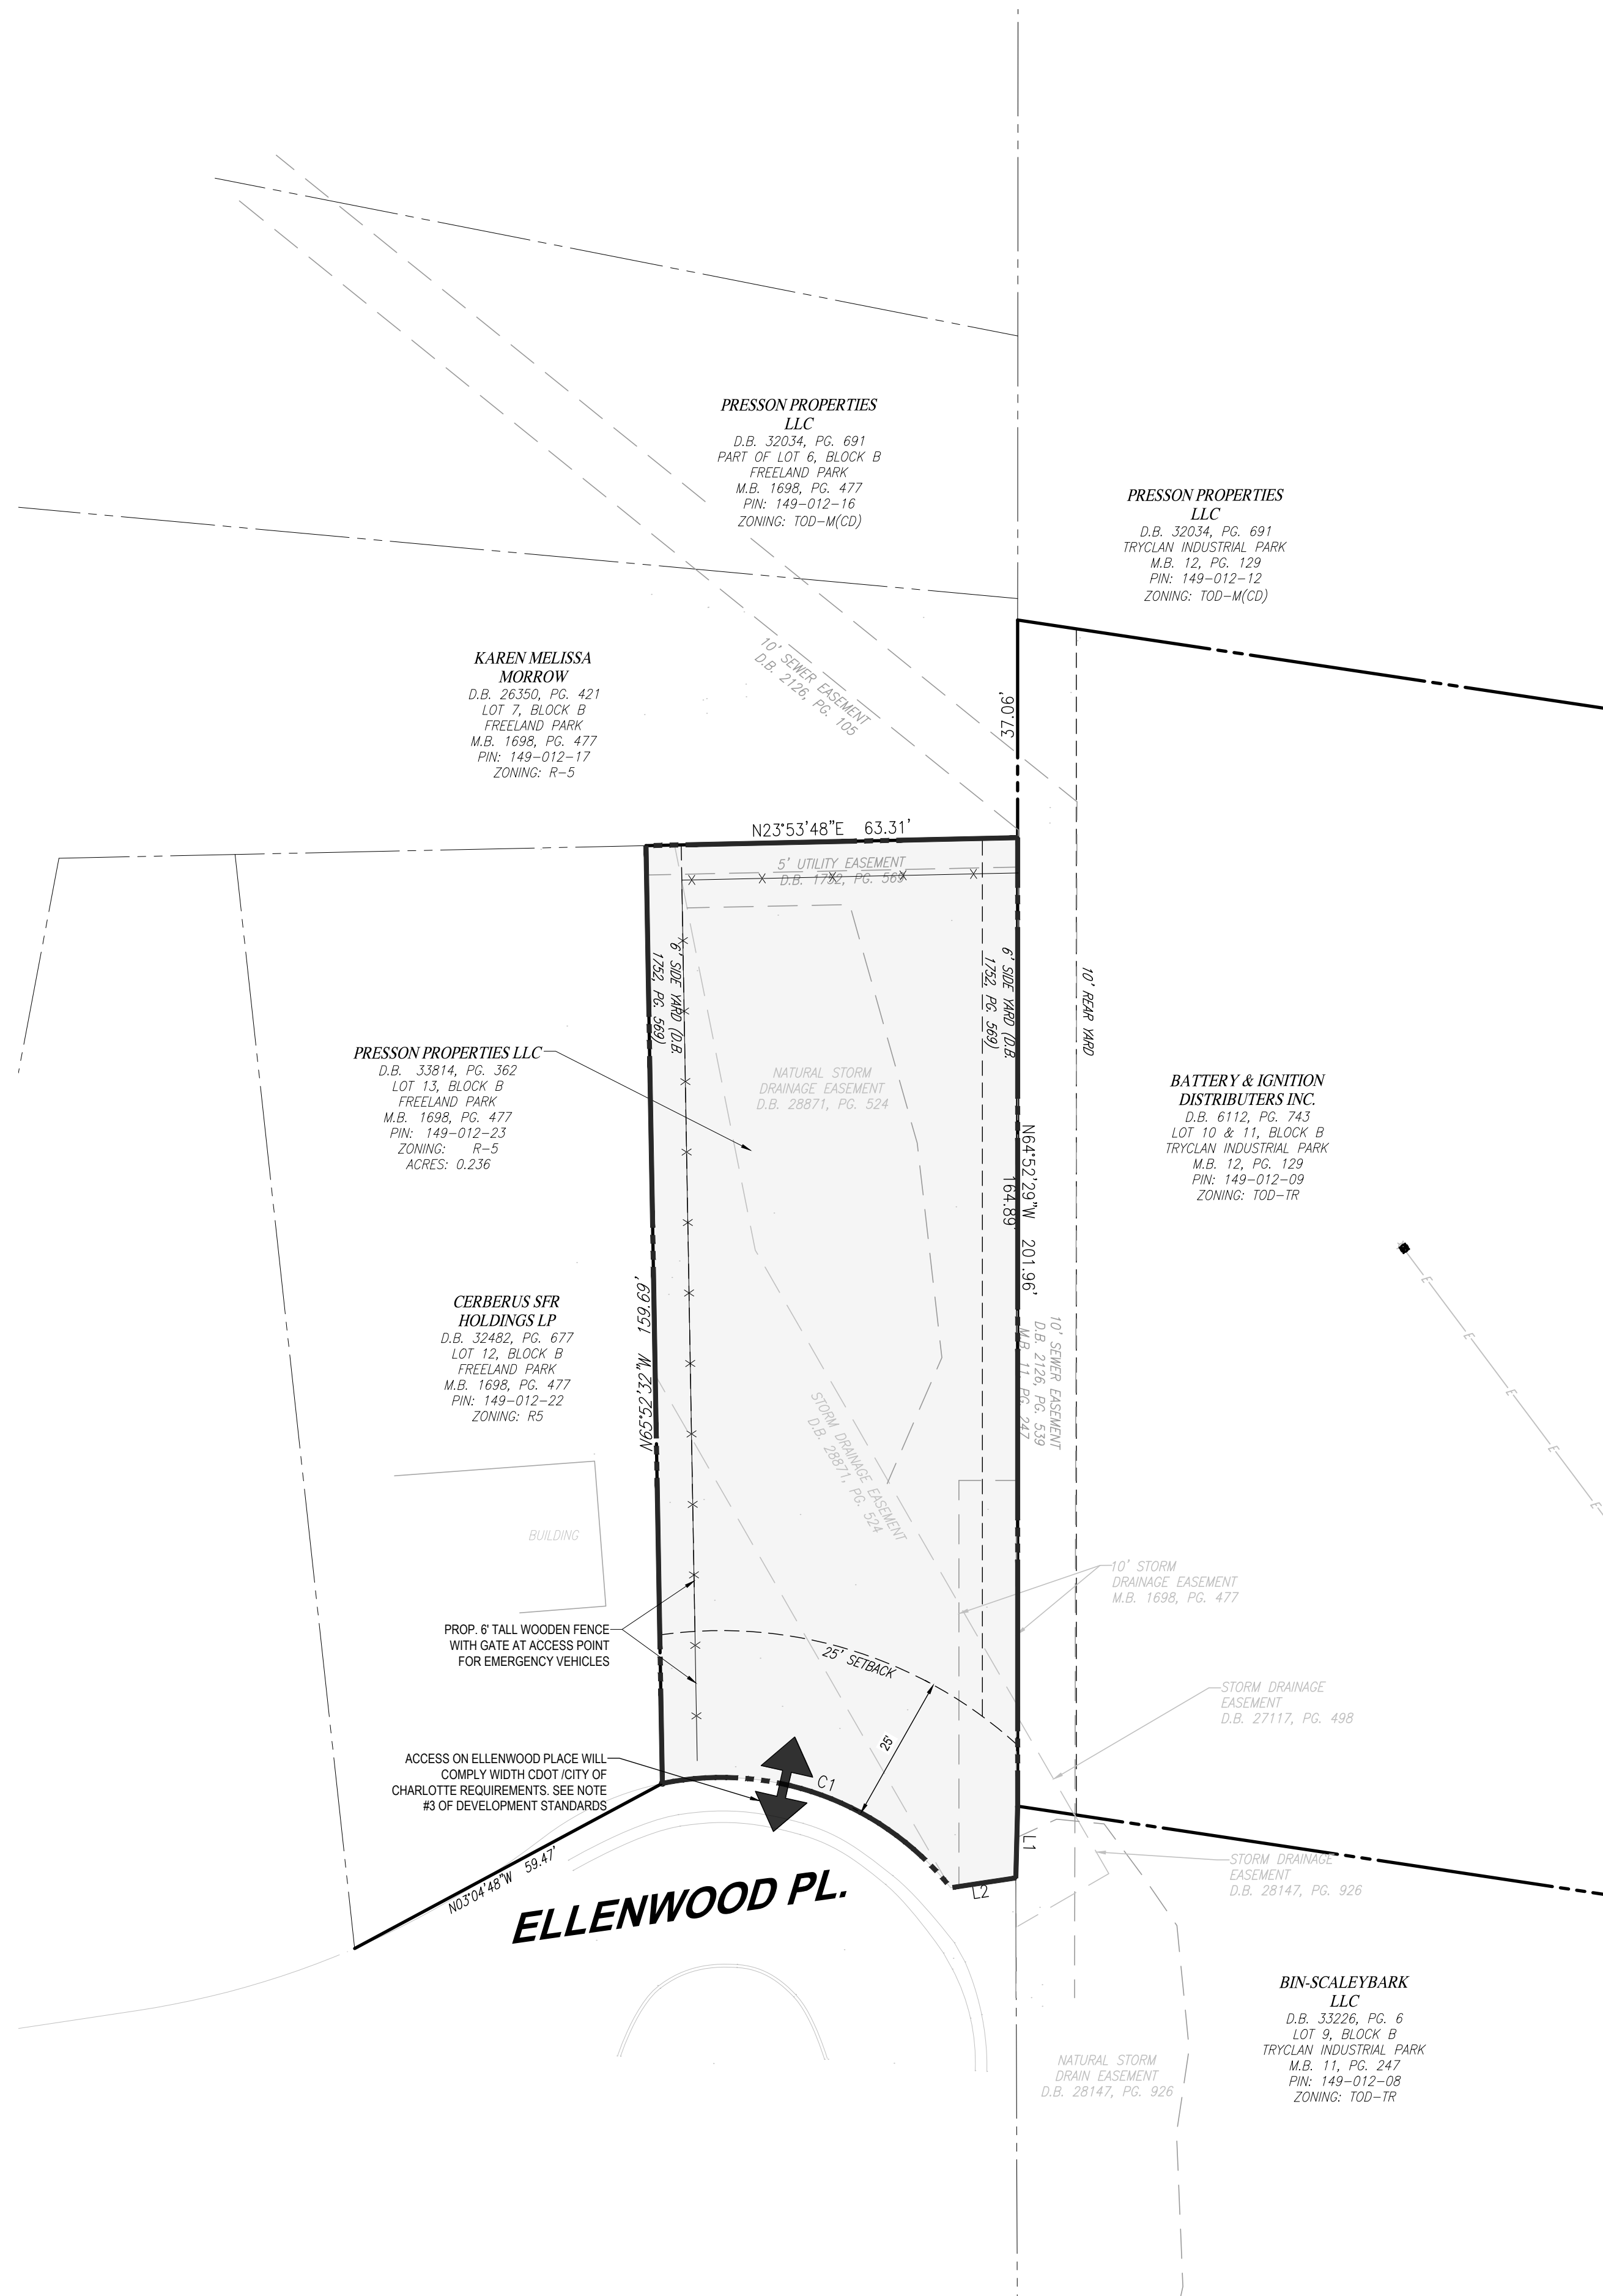 PRESSON PROPERTIES
LLC
D.B. 32034, PG. 691
PART OF LOT 6, BLOCK B
FREELAND PARK
M.B. 1698, PG. 477
PIN: 149-012-16
ZONING: TOD-M(CD)
PRESSON PROPERTIES
LLC
D.B. 32034, PG. 691
TRYCLAN INDUSTRIAL PARK
M.B. 12, PG. 129
PIN: 149-012-12
ZONING: TOD-M(CD)
KAREN MELISSA
MORROW
D.B. 26350, PG. 421
LOT 7, BLOCK B
FREELAND PARK
M.B. 1698, PG. 477
PIN: 149-012-17
ZONING: R-5
10' SEWER EASEMENT
D.B. 2126, PG. 105
37.06'
N23°53'48"E 63.31'
5' UTILITY EASEMENT
D.B. 1752, PG. 569
6' SIDE YARD (D.B.
1752, PG. 569)
6' SIDE YARD (D.B.
1752, PG. 569)
10' REAR YARD
PRESSON PROPERTIES LLC
D.B. 33814, PG. 362
LOT 13, BLOCK B
FREELAND PARK
M.B. 1698, PG. 477
PIN: 149-012-23
ZONING: R-5
ACRES: 0.236
NATURAL STORM
DRAINAGE EASEMENT
D.B. 28871, PG. 524
BATTERY & IGNITION
DISTRIBUTERS INC.
D.B. 6112, PG. 743
LOT 10 & 11, BLOCK B
TRYCLAN INDUSTRIAL PARK
M.B. 12, PG. 129
PIN: 149-012-09
ZONING: TOD-TR
N64°52'29"W 201.96'
164.89'
CERBERUS SFR
HOLDINGS LP
D.B. 32482, PG. 677
LOT 12, BLOCK B
FREELAND PARK
M.B. 1698, PG. 477
PIN: 149-012-22
ZONING: R5
N65°52'32"W 159.69'
10' SEWER EASEMENT
D.B. 2126, PG. 539
M.B. 11, PG. 247
E
E
E
E
STORM DRAINAGE EASEMENT
D.B. 28871, PG. 524
BUILDING
10' STORM
DRAINAGE EASEMENT
M.B. 1698, PG. 477
PROP. 6' TALL WOODEN FENCE
WITH GATE AT ACCESS POINT
FOR EMERGENCY VEHICLES
25' SETBACK
25'
STORM DRAINAGE
EASEMENT
D.B. 27117, PG. 498
ACCESS ON ELLENWOOD PLACE WILL
COMPLY WIDTH CDOT /CITY OF
CHARLOTTE REQUIREMENTS. SEE NOTE
#3 OF DEVELOPMENT STANDARDS
C1
L1
L2
N03°04'48"W 59.47'
STORM DRAINAGE
EASEMENT
D.B. 28147, PG. 926
ELLENWOOD PL.
BIN-SCALEYBARK
LLC
D.B. 33226, PG. 6
LOT 9, BLOCK B
TRYCLAN INDUSTRIAL PARK
M.B. 11, PG. 247
PIN: 149-012-08
ZONING: TOD-TR
NATURAL STORM
DRAIN EASEMENT
D.B. 28147, PG. 926